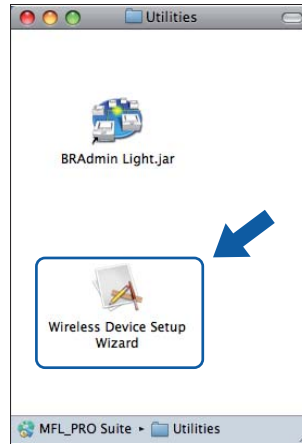 Utilities
BRAdmin Light.jar
Wireless Device Setup
Wizard
MFL_PRO Suite ▸ Utilities